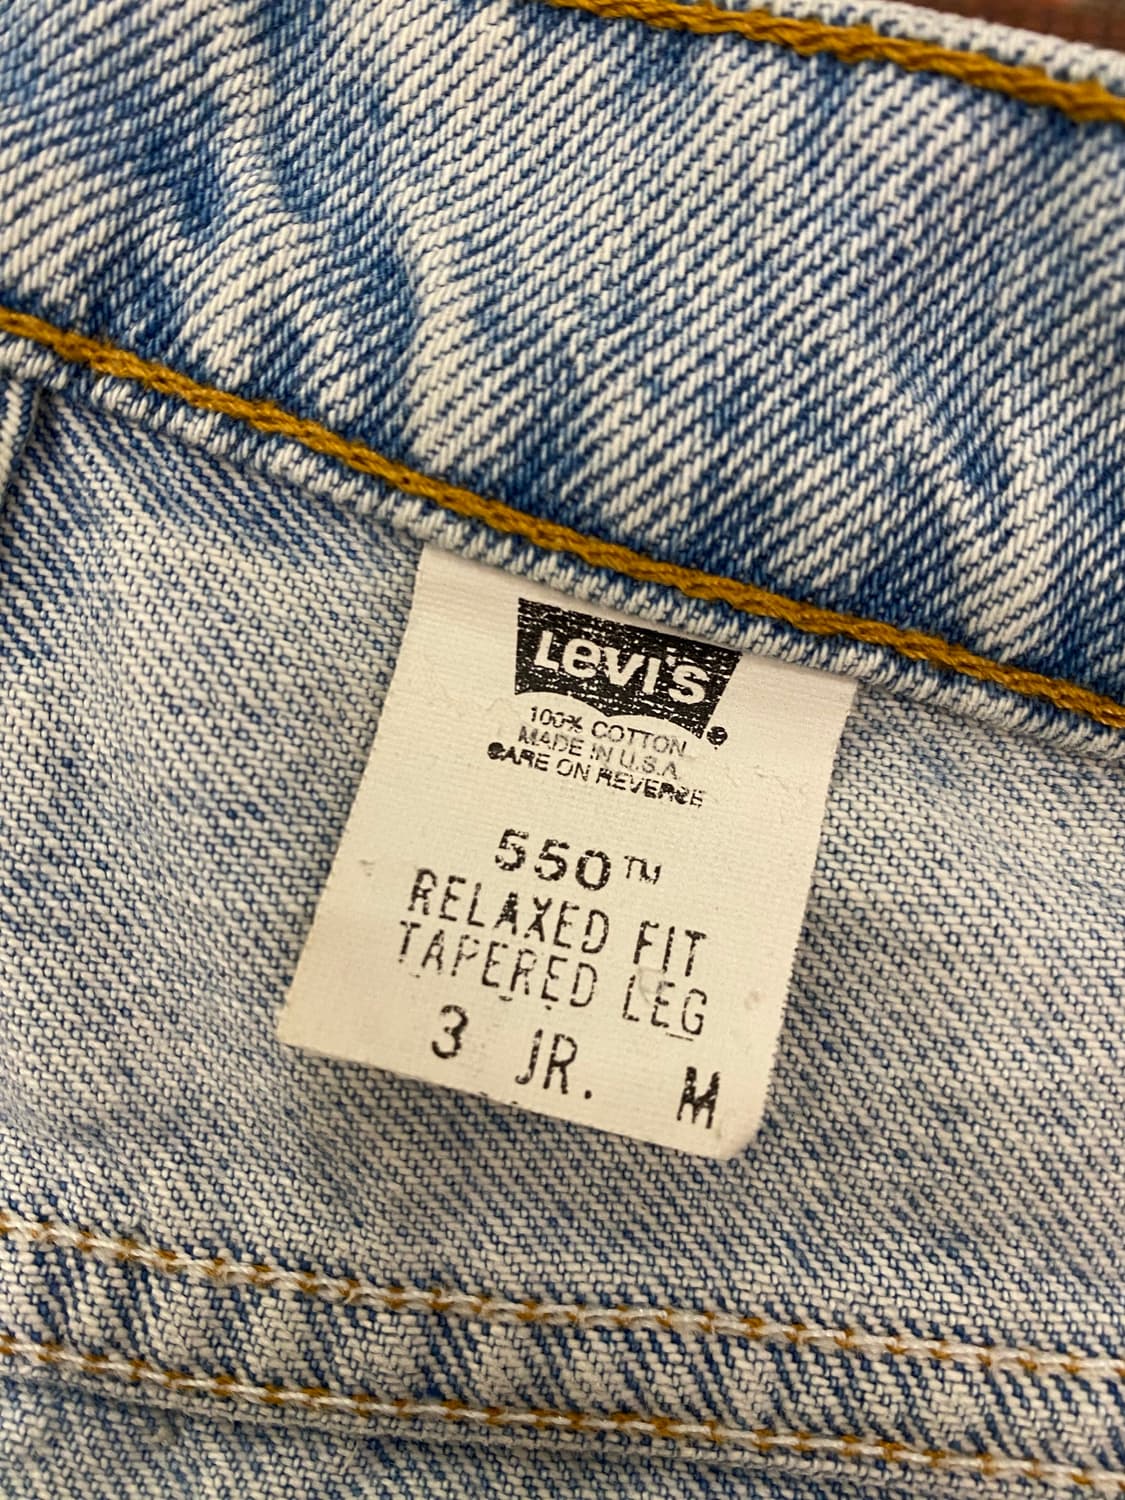 Levi's
100% COTTON
MADE IN U.S.A.
CARE ON REVERSE
550™
RELAXED FIT
TAPERED LEG
3 JR. M